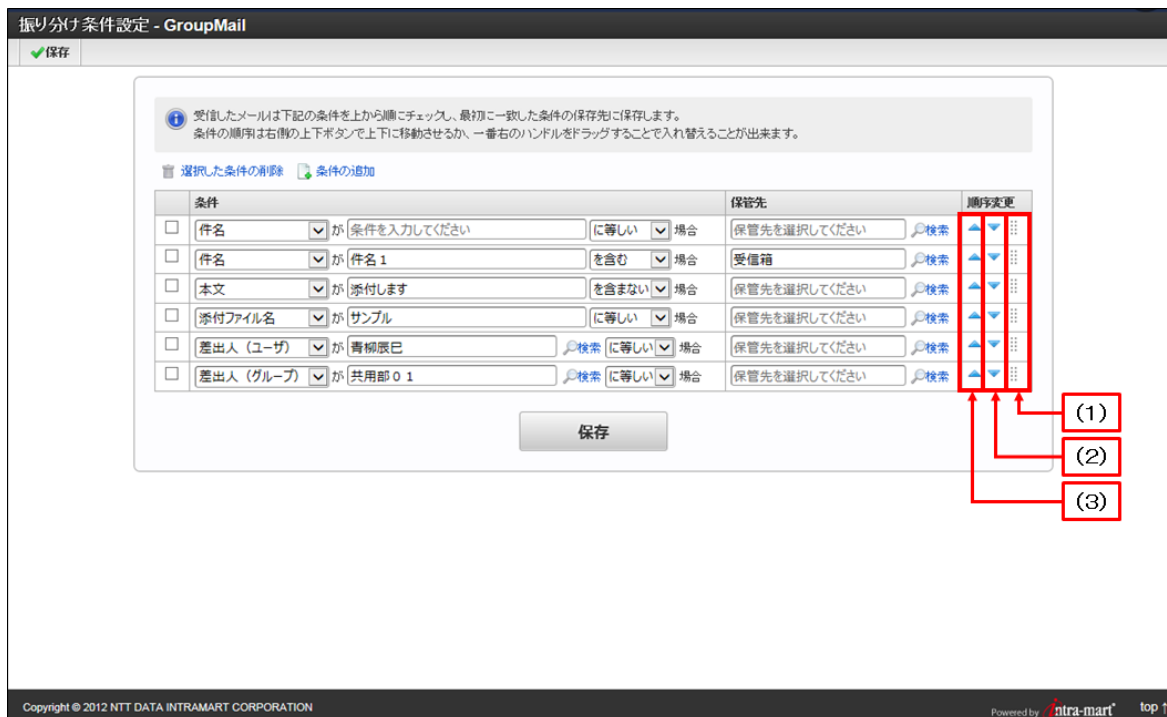 振り分け条件設定 - GroupMail
保存
受信したメールは下記の条件を上から順にチェックし、最初に一致した条件の保存先に保存します。
条件の順序は右側の上下ボタンで上下に移動させるか、一番右のハンドルをドラッグすることで入れ替えることが出来ます。
選択した条件の削除 条件の追加
条件 保管先 順序変更
件名 が 条件を入力してください に等しい 場合 保管先を選択してください 検索
件名 が 件名１ を含む 場合 受信箱 検索
本文 が 添付します を含まない 場合 保管先を選択してください 検索
添付ファイル名 が サンプル に等しい 場合 保管先を選択してください 検索
差出人（ユーザ） が 青柳辰巳 検索 に等しい 場合 保管先を選択してください 検索
差出人（グループ） が 共用部０１ 検索 に等しい 場合 保管先を選択してください 検索
保存
(1)
(2)
(3)
Copyright © 2012 NTT DATA INTRAMART CORPORATION Powered by intra-mart top ↑